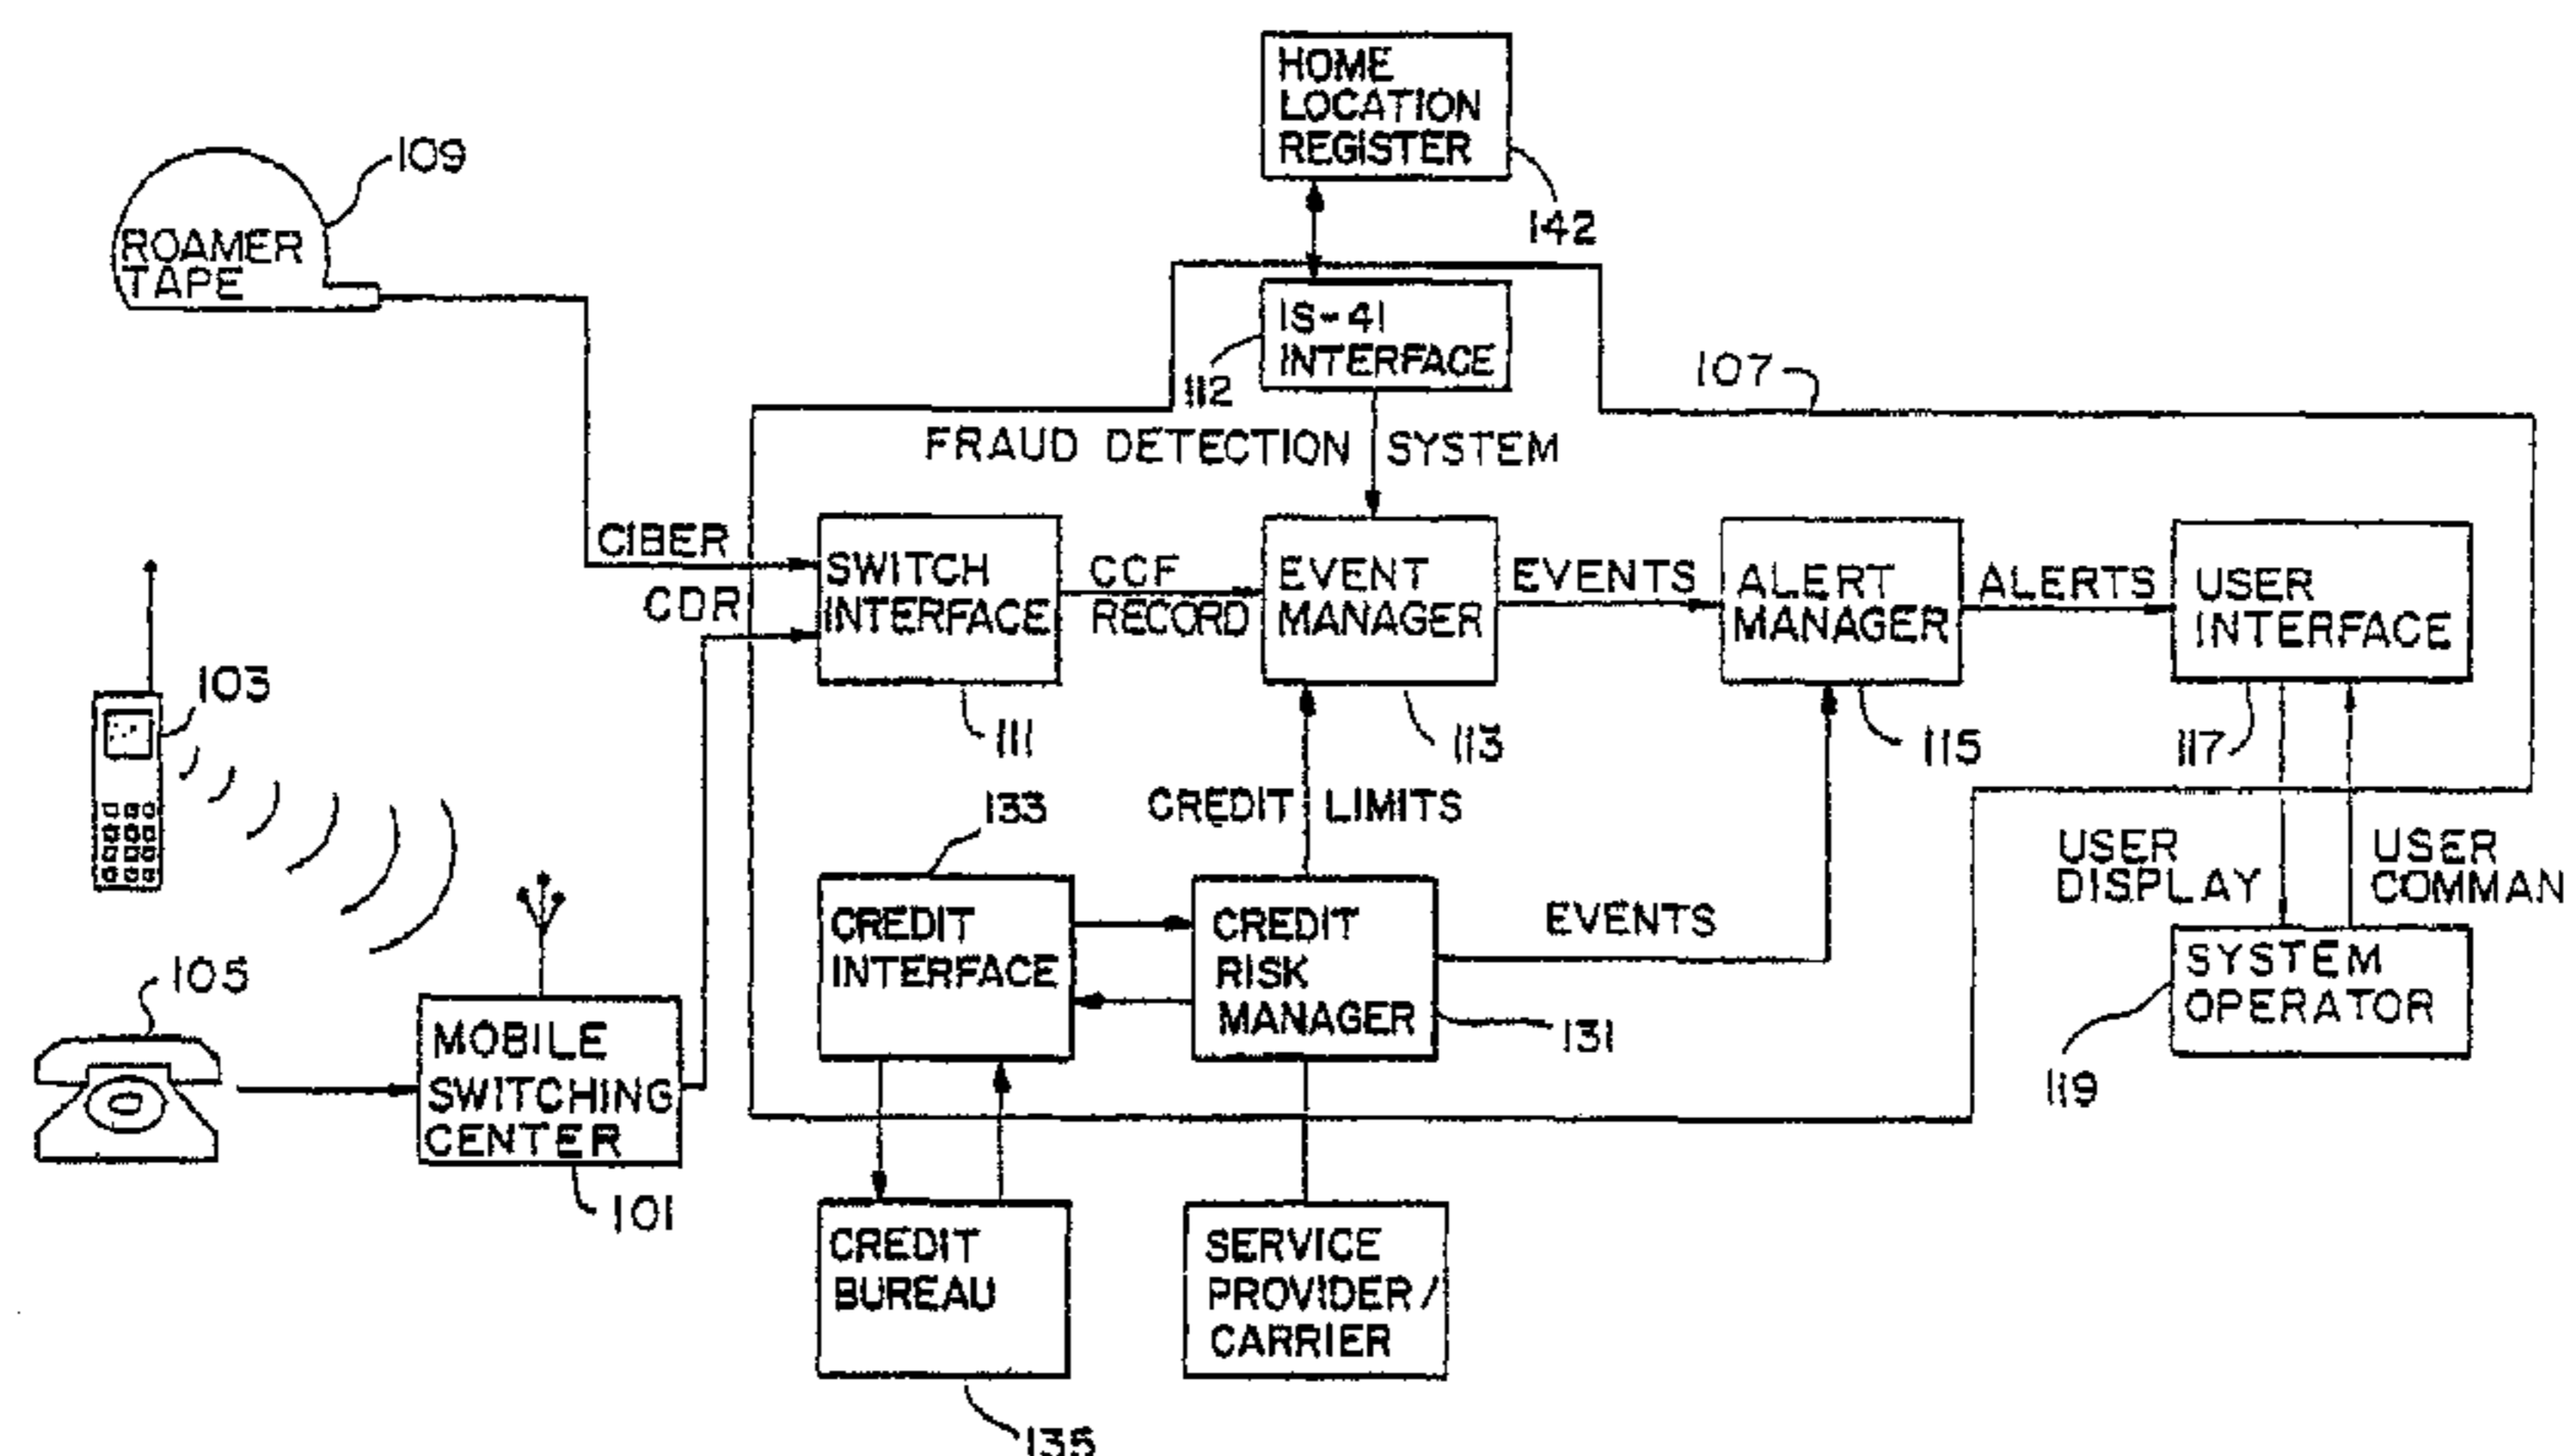 HOME
LOCATION
REGISTER
142
109
ROAMER
TAPE
IS-41
INTERFACE
112
107
FRAUD DETECTION SYSTEM
CIBER
CDR
SWITCH
INTERFACE
111
CCF
RECORD
EVENT
MANAGER
113
EVENTS
ALERT
MANAGER
115
ALERTS
USER
INTERFACE
117
103
105
MOBILE
SWITCHING
CENTER
101
133
CREDIT LIMITS
CREDIT
INTERFACE
CREDIT
RISK
MANAGER
131
EVENTS
USER
DISPLAY
USER
COMMAN
SYSTEM
OPERATOR
119
CREDIT
BUREAU
135
SERVICE
PROVIDER/
CARRIER